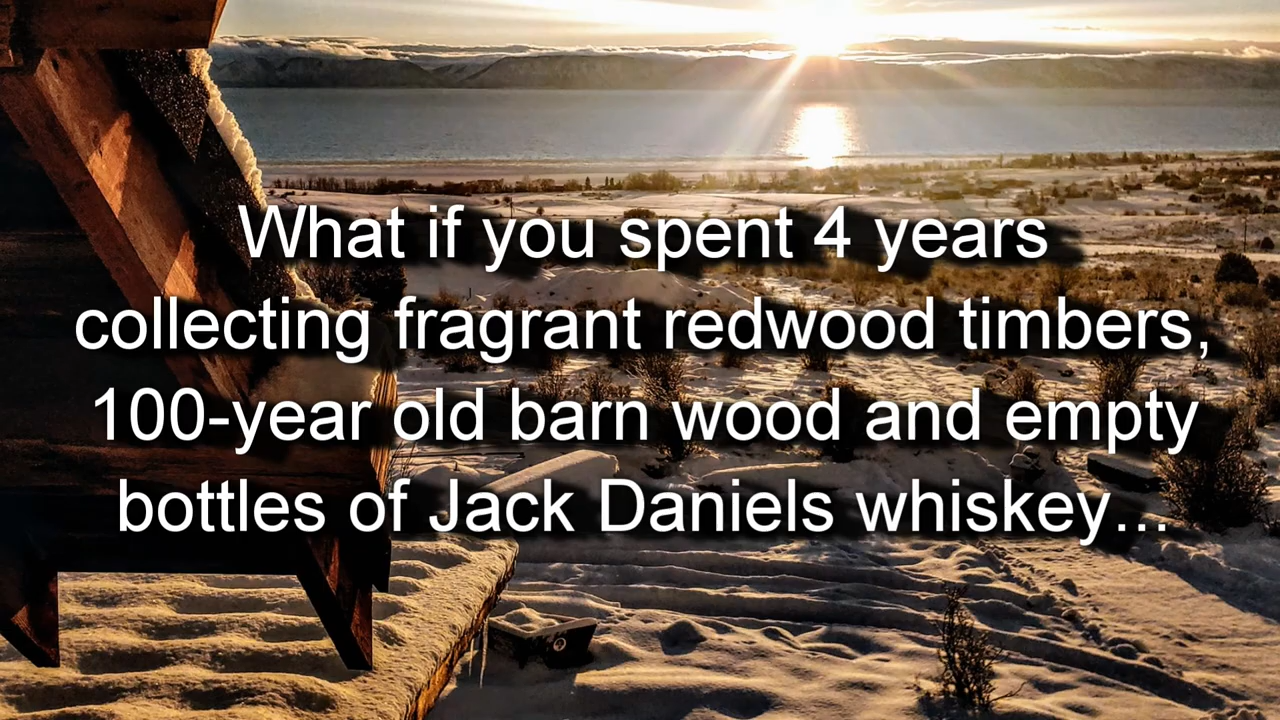 What if you spent 4 years
collecting fragrant redwood timbers,
100-year old barn wood and empty
bottles of Jack Daniels whiskey...